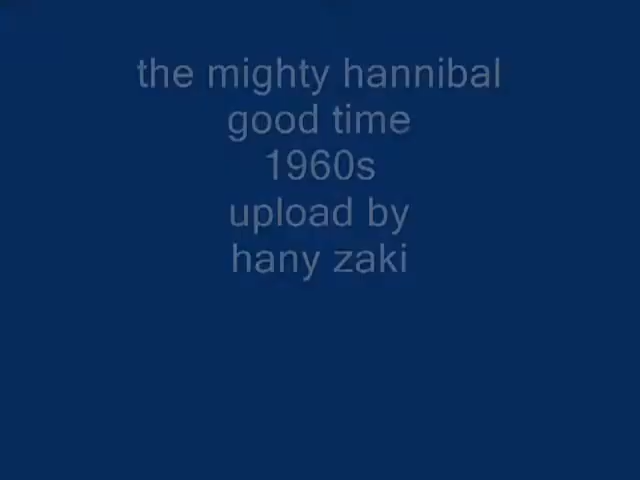 the mighty hannibal
good time
1960s
upload by
hany zaki